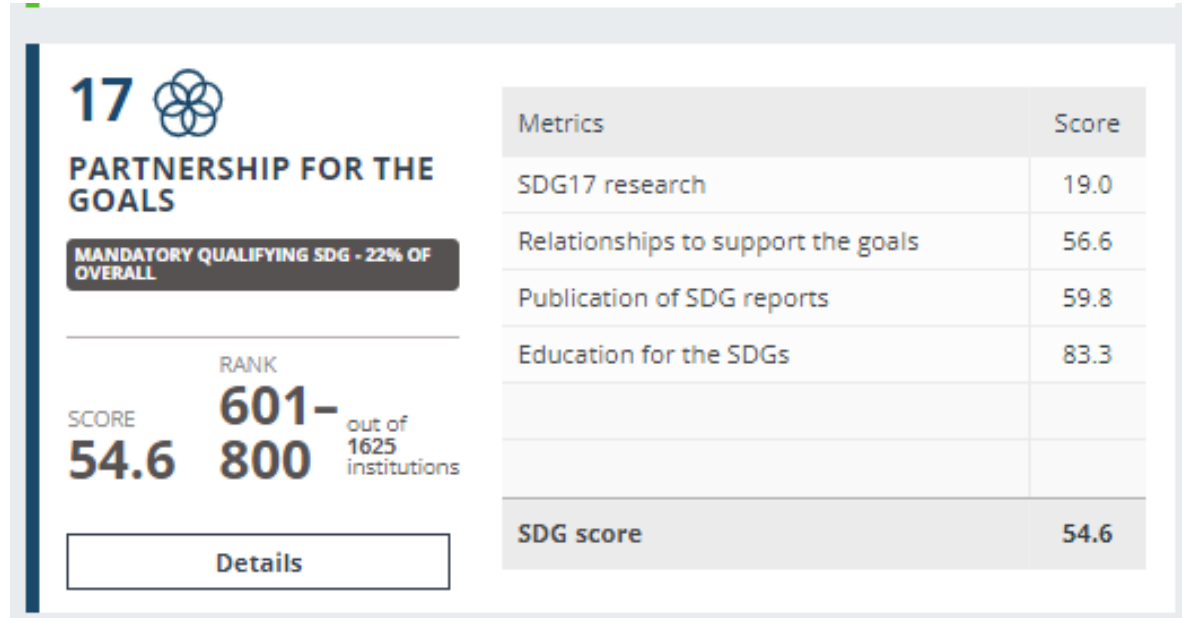 17
PARTNERSHIP FOR THE
GOALS
MANDATORY QUALIFYING SDG - 22% OF
OVERALL
SCORE
54.6
RANK
601–
800
out of
1625
institutions
Details
Metrics Score
SDG17 research 19.0
Relationships to support the goals 56.6
Publication of SDG reports 59.8
Education for the SDGs 83.3
SDG score 54.6